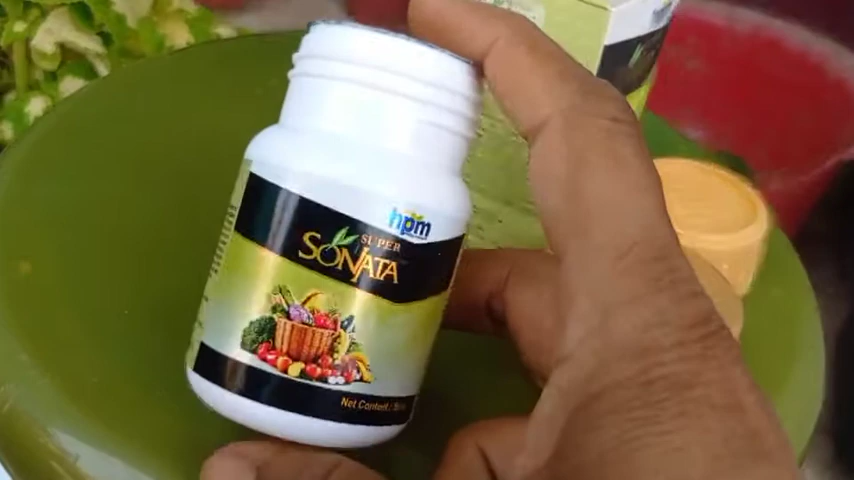 hpm
SUPER
SONATA
Net Content /